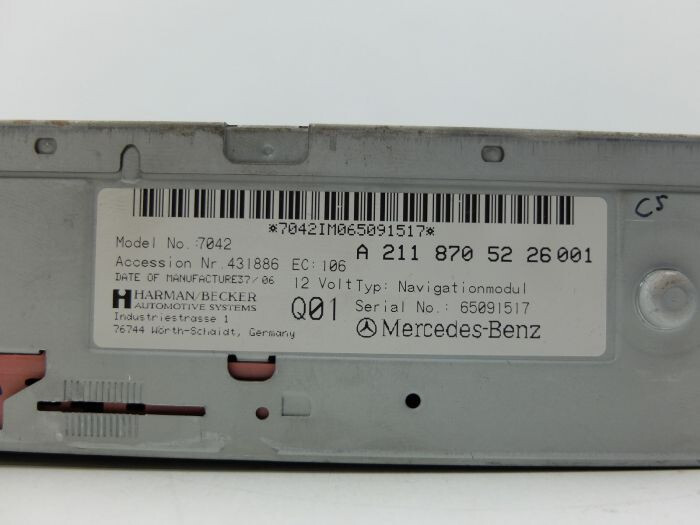 *7042IM065091517*
Model No.:7042
A 211 870 52 26 001
Accession Nr. 431886 EC: 106
DATE OF MANUFACTURE37/06
12 Volt Typ: Navigationmodul
HARMAN/BECKER
AUTOMOTIVE SYSTEMS
Q01
Serial No.: 65091517
Industriestrasse 1
76744 Wörth-Schaidt, Germany
Mercedes-Benz
CS